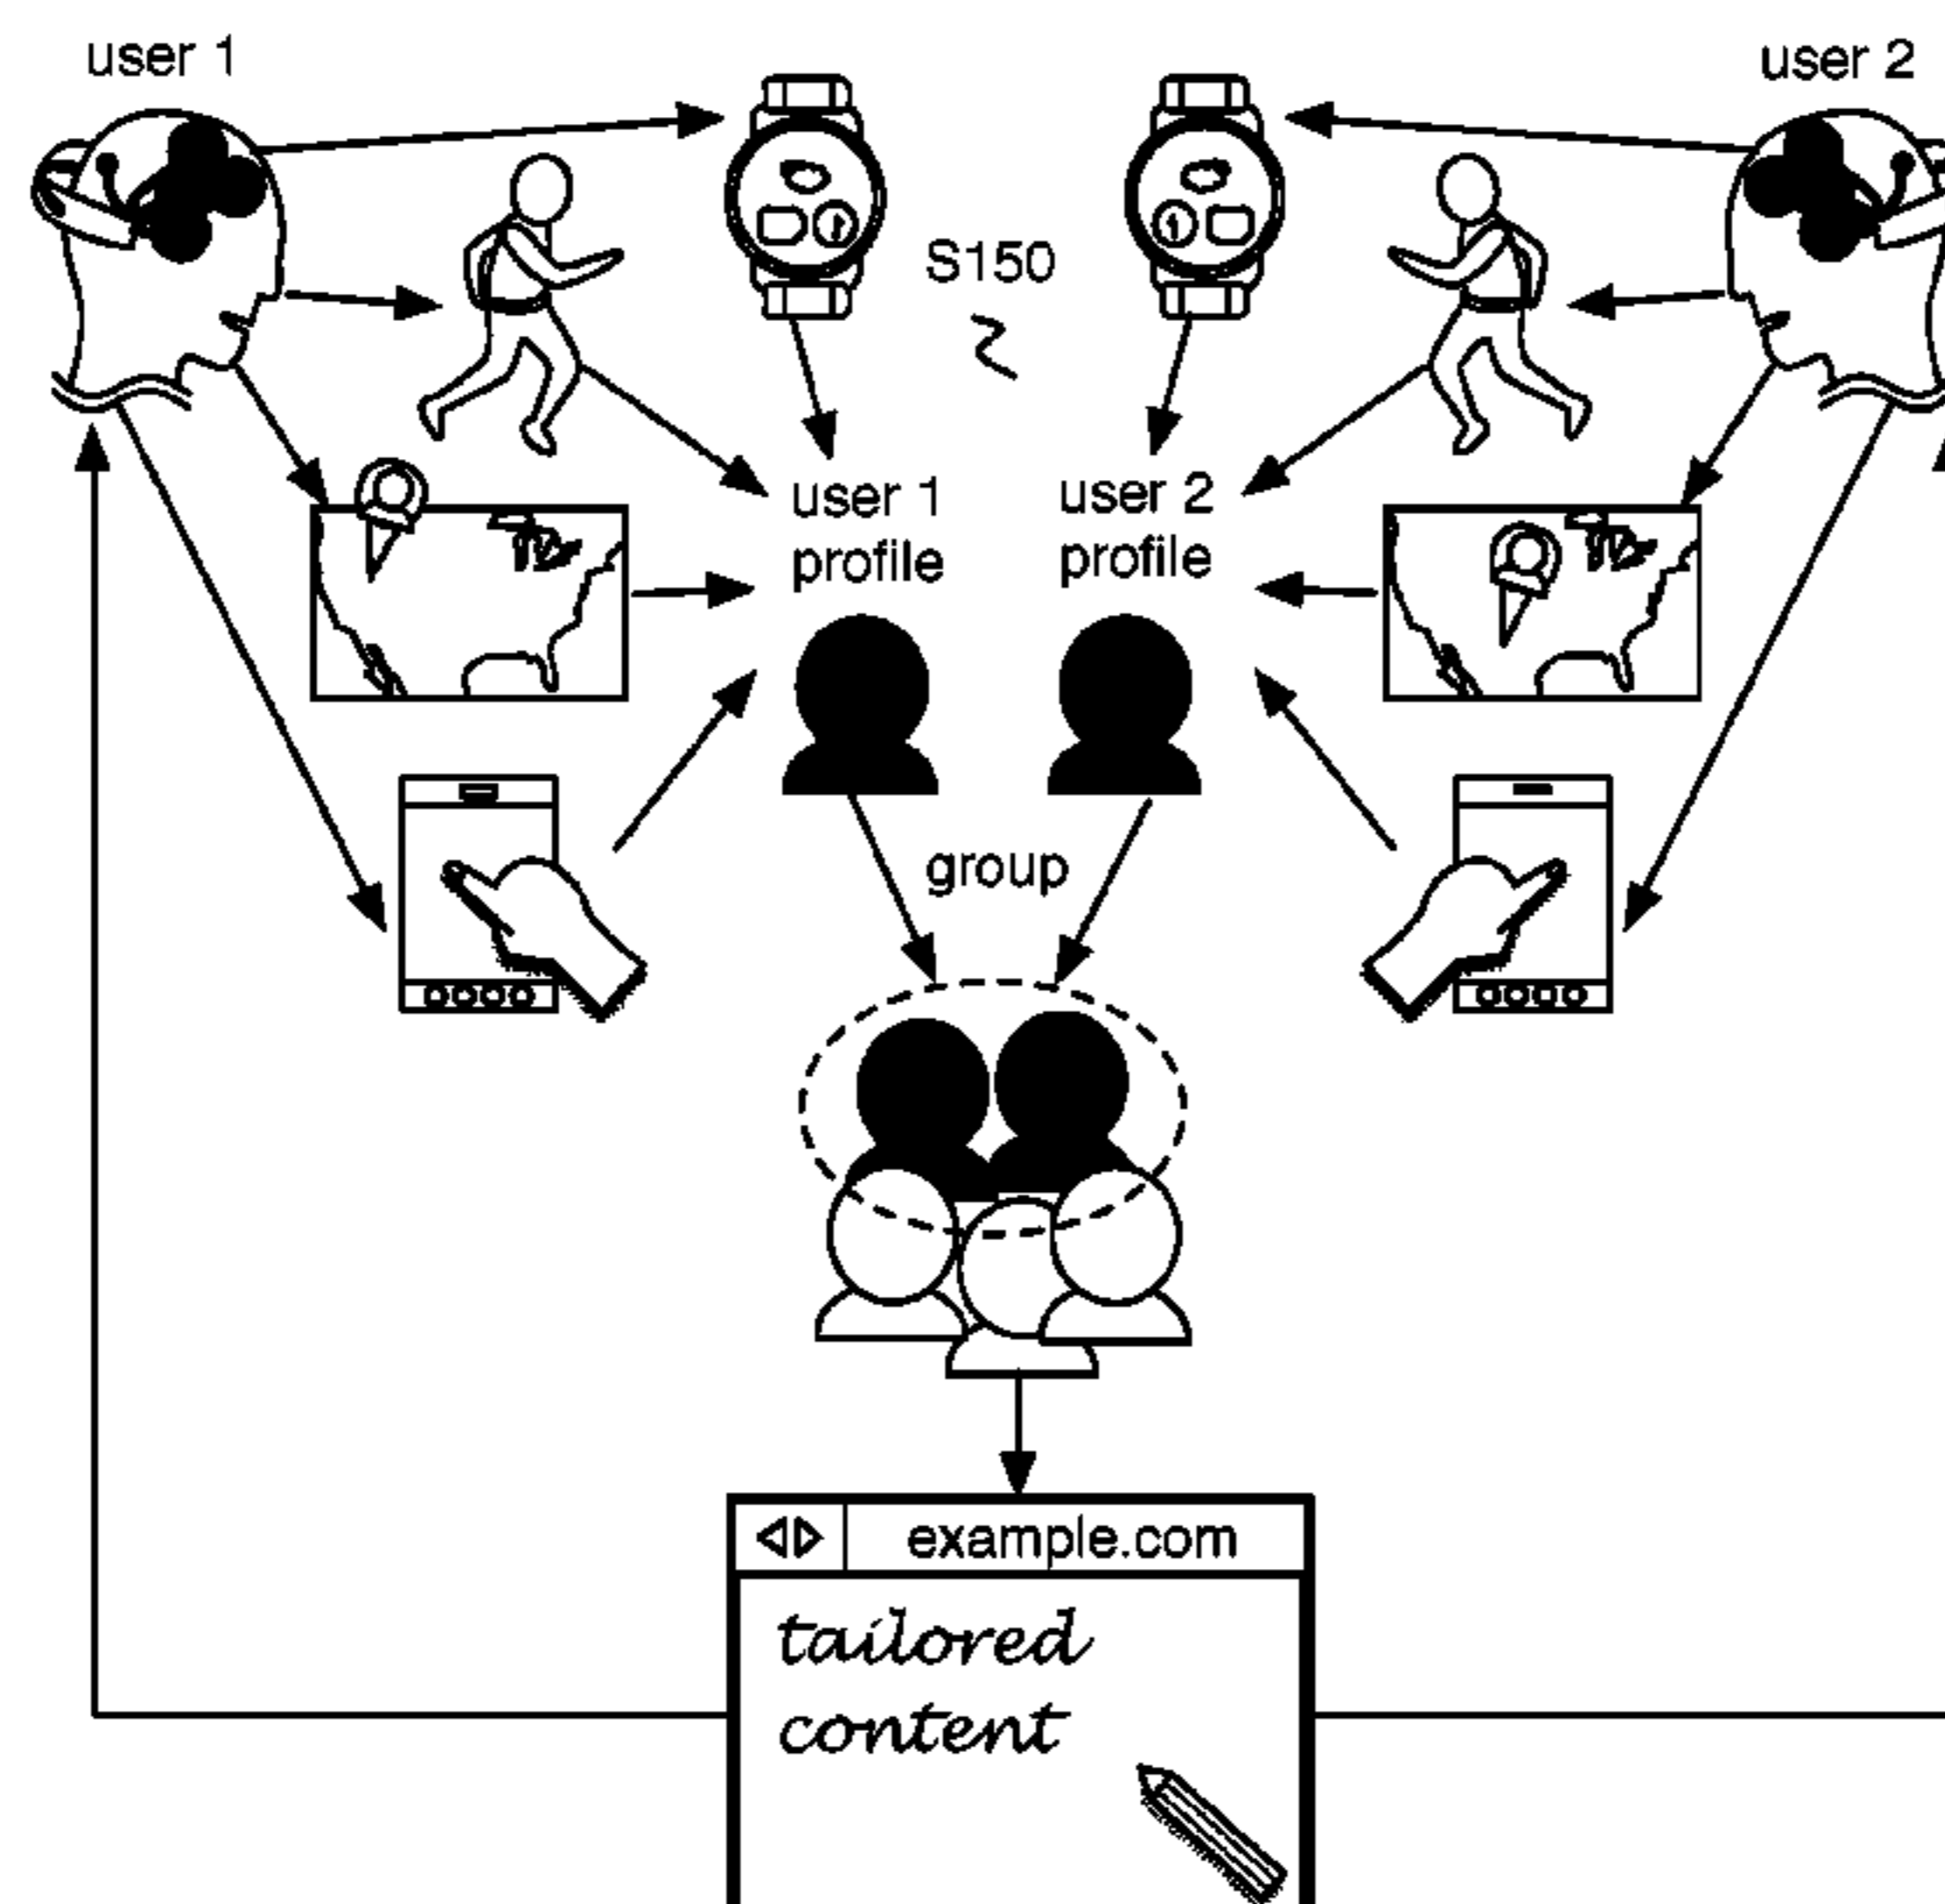 user 1
user 2
S150
user 1
profile
user 2
profile
group
example.com
tailored
content